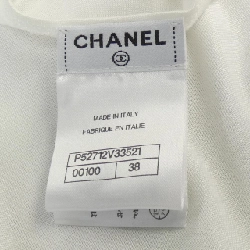 CHANEL
MADE IN ITALY
FABRIQUE EN ITALIE
P52712V33521
00100 38